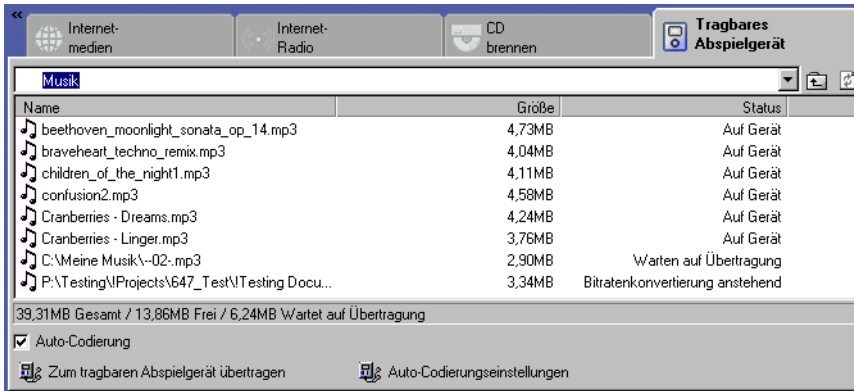 «
Internet-
medien
Internet-
Radio
CD
brennen
Tragbares
Abspielgerät
Musik
Name Größe Status
beethoven_moonlight_sonata_op_14.mp3 4,73MB Auf Gerät
braveheart_techno_remix.mp3 4,04MB Auf Gerät
children_of_the_night1.mp3 4,11MB Auf Gerät
confusion2.mp3 4,58MB Auf Gerät
Cranberries - Dreams.mp3 4,24MB Auf Gerät
Cranberries - Linger.mp3 3,76MB Auf Gerät
C:\Meine Musik\--02-.mp3 2,90MB Warten auf Übertragung
P:\Testing\!Projects\647_Test\!Testing Docu... 3,34MB Bitratenkonvertierung anstehend
39,31MB Gesamt / 13,86MB Frei / 6,24MB Wartet auf Übertragung
Auto-Codierung
Zum tragbaren Abspielgerät übertragen Auto-Codierungseinstellungen